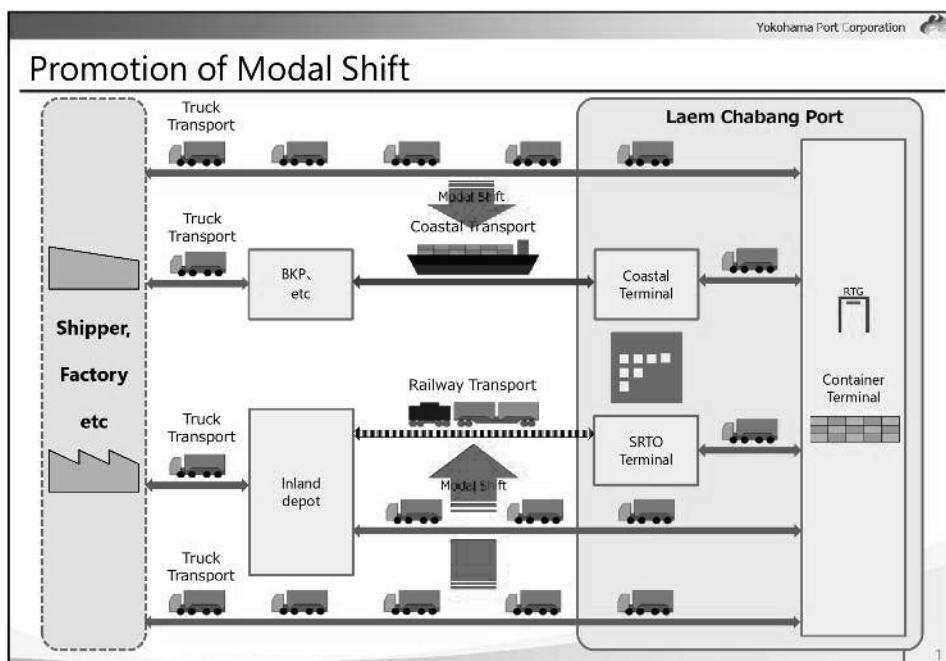 Yokohama Port Corporation
Promotion of Modal Shift
Truck
Transport
Laem Chabang Port
Modal Shift
Truck
Transport
Coastal Transport
BKP、
etc
Coastal
Terminal
RTG
Shipper,
Factory
etc
Railway Transport
Container
Terminal
Truck
Transport
SRTO
Terminal
Inland
depot
Modal Shift
Truck
Transport
1